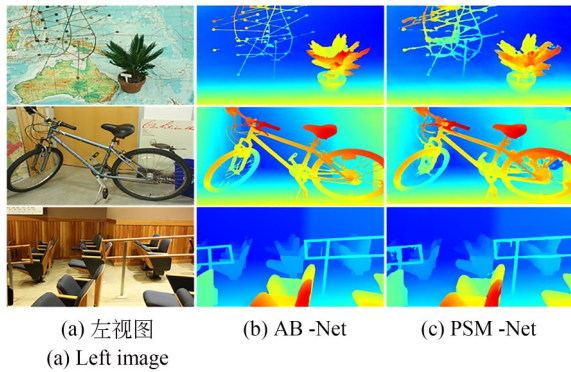 (a) 左视图
(b) AB -Net
(c) PSM -Net
(a) Left image